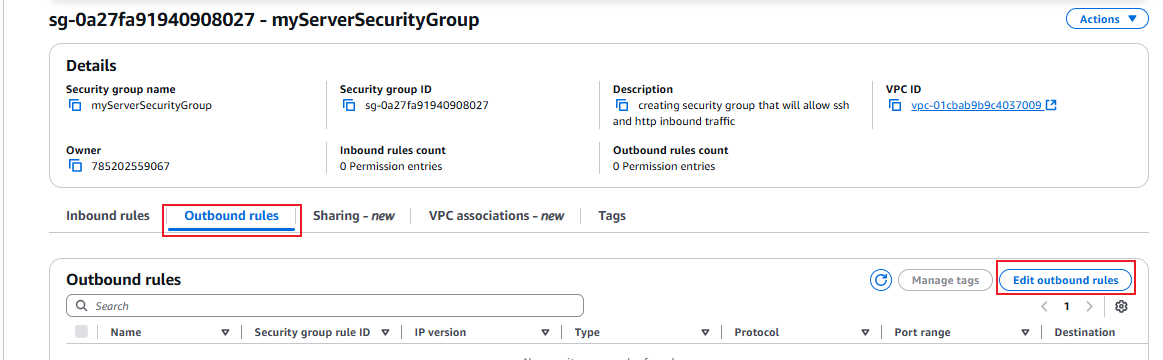 sg-0a27fa91940908027 - myServerSecurityGroup
Actions
Details
Security group name
myServerSecurityGroup
Security group ID
sg-0a27fa91940908027
Description
creating security group that will allow ssh
and http inbound traffic
VPC ID
vpc-01cbab9b9c4037009
Owner
785202559067
Inbound rules count
0 Permission entries
Outbound rules count
0 Permission entries
Inbound rules
Outbound rules
Sharing - new
VPC associations - new
Tags
Outbound rules
Manage tags
Edit outbound rules
Search
1
Name
Security group rule ID
IP version
Type
Protocol
Port range
Destination